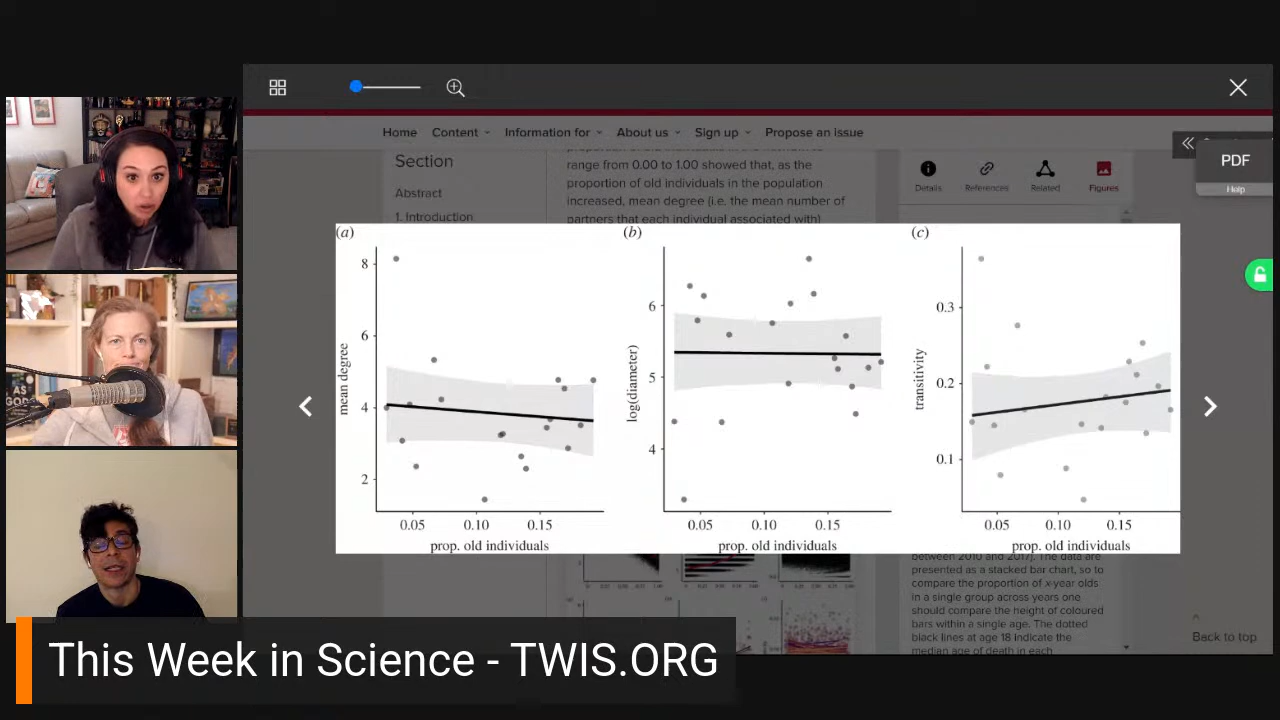 Home Content Information for About us Sign up Propose an issue
PDF
Help
Section
Abstract
1. Introduction
range from 0.00 to 1.00 showed that, as the
proportion of old individuals in the population
increased, mean degree (i.e. the mean number of
partners that each individual associated with)
Details References Related Figures
(a)
mean degree
8
6
4
2
0.05 0.10 0.15
prop. old individuals
(b)
log(diameter)
6
5
4
0.05 0.10 0.15
prop. old individuals
(c)
transitivity
0.3
0.2
0.1
0.05 0.10 0.15
prop. old individuals
between 2010 and 2017). The data are
presented as a stacked bar chart, so to
compare the proportion of x-year olds
in a single group across years one
should compare the height of coloured
bars within a single age. The dotted
black lines at age 18 indicate the
median age of death in each
Back to top
AS
GOD
This Week in Science - TWIS.ORG